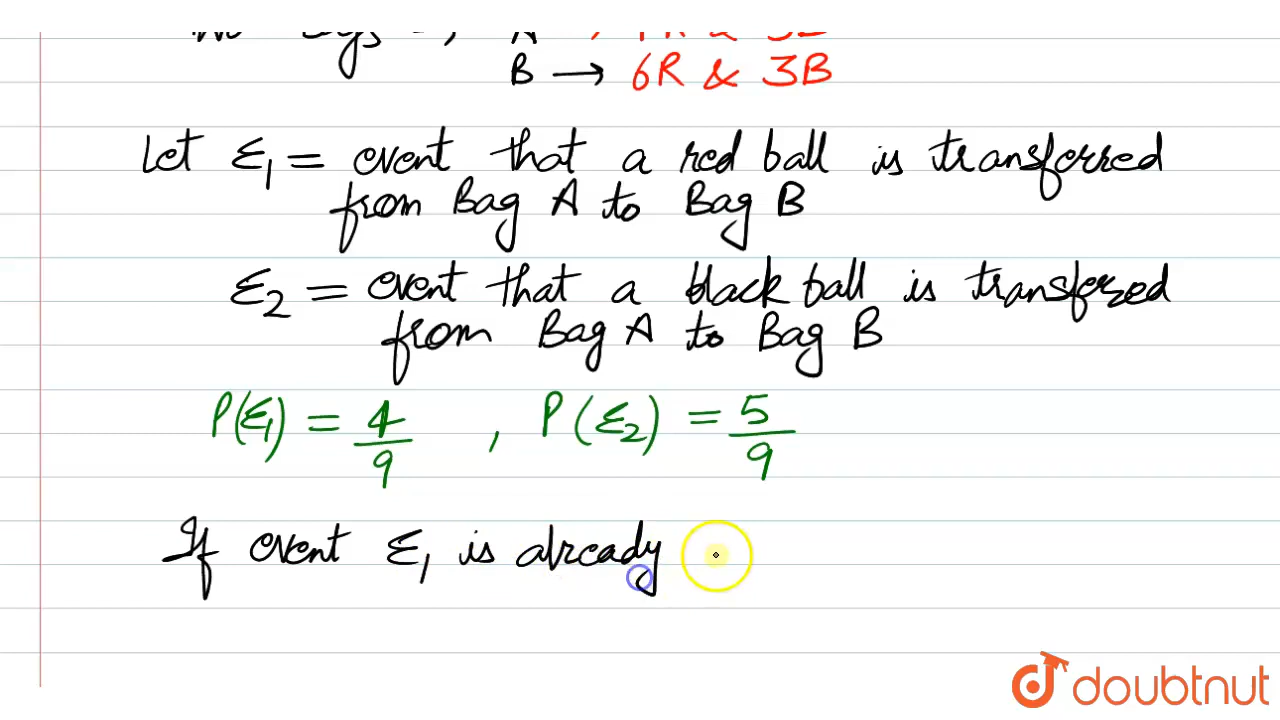 B → 6R & 3B
Let E1 = event that a red ball is transferred
from Bag A to Bag B
E2 = event that a black ball is transferred
from Bag A to Bag B
P(E1) = 4/9 , P(E2) = 5/9
If event E1 is already
doubtnut